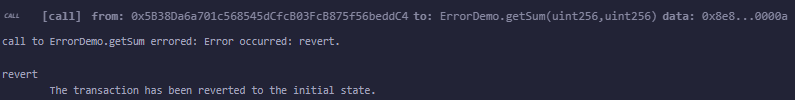 CALL [call] from: 0x5B38Da6a701c568545dCfcB03FcB875f56beddC4 to: ErrorDemo.getSum(uint256,uint256) data: 0x8e8...0000a
call to ErrorDemo.getSum errored: Error occurred: revert.
revert
The transaction has been reverted to the initial state.